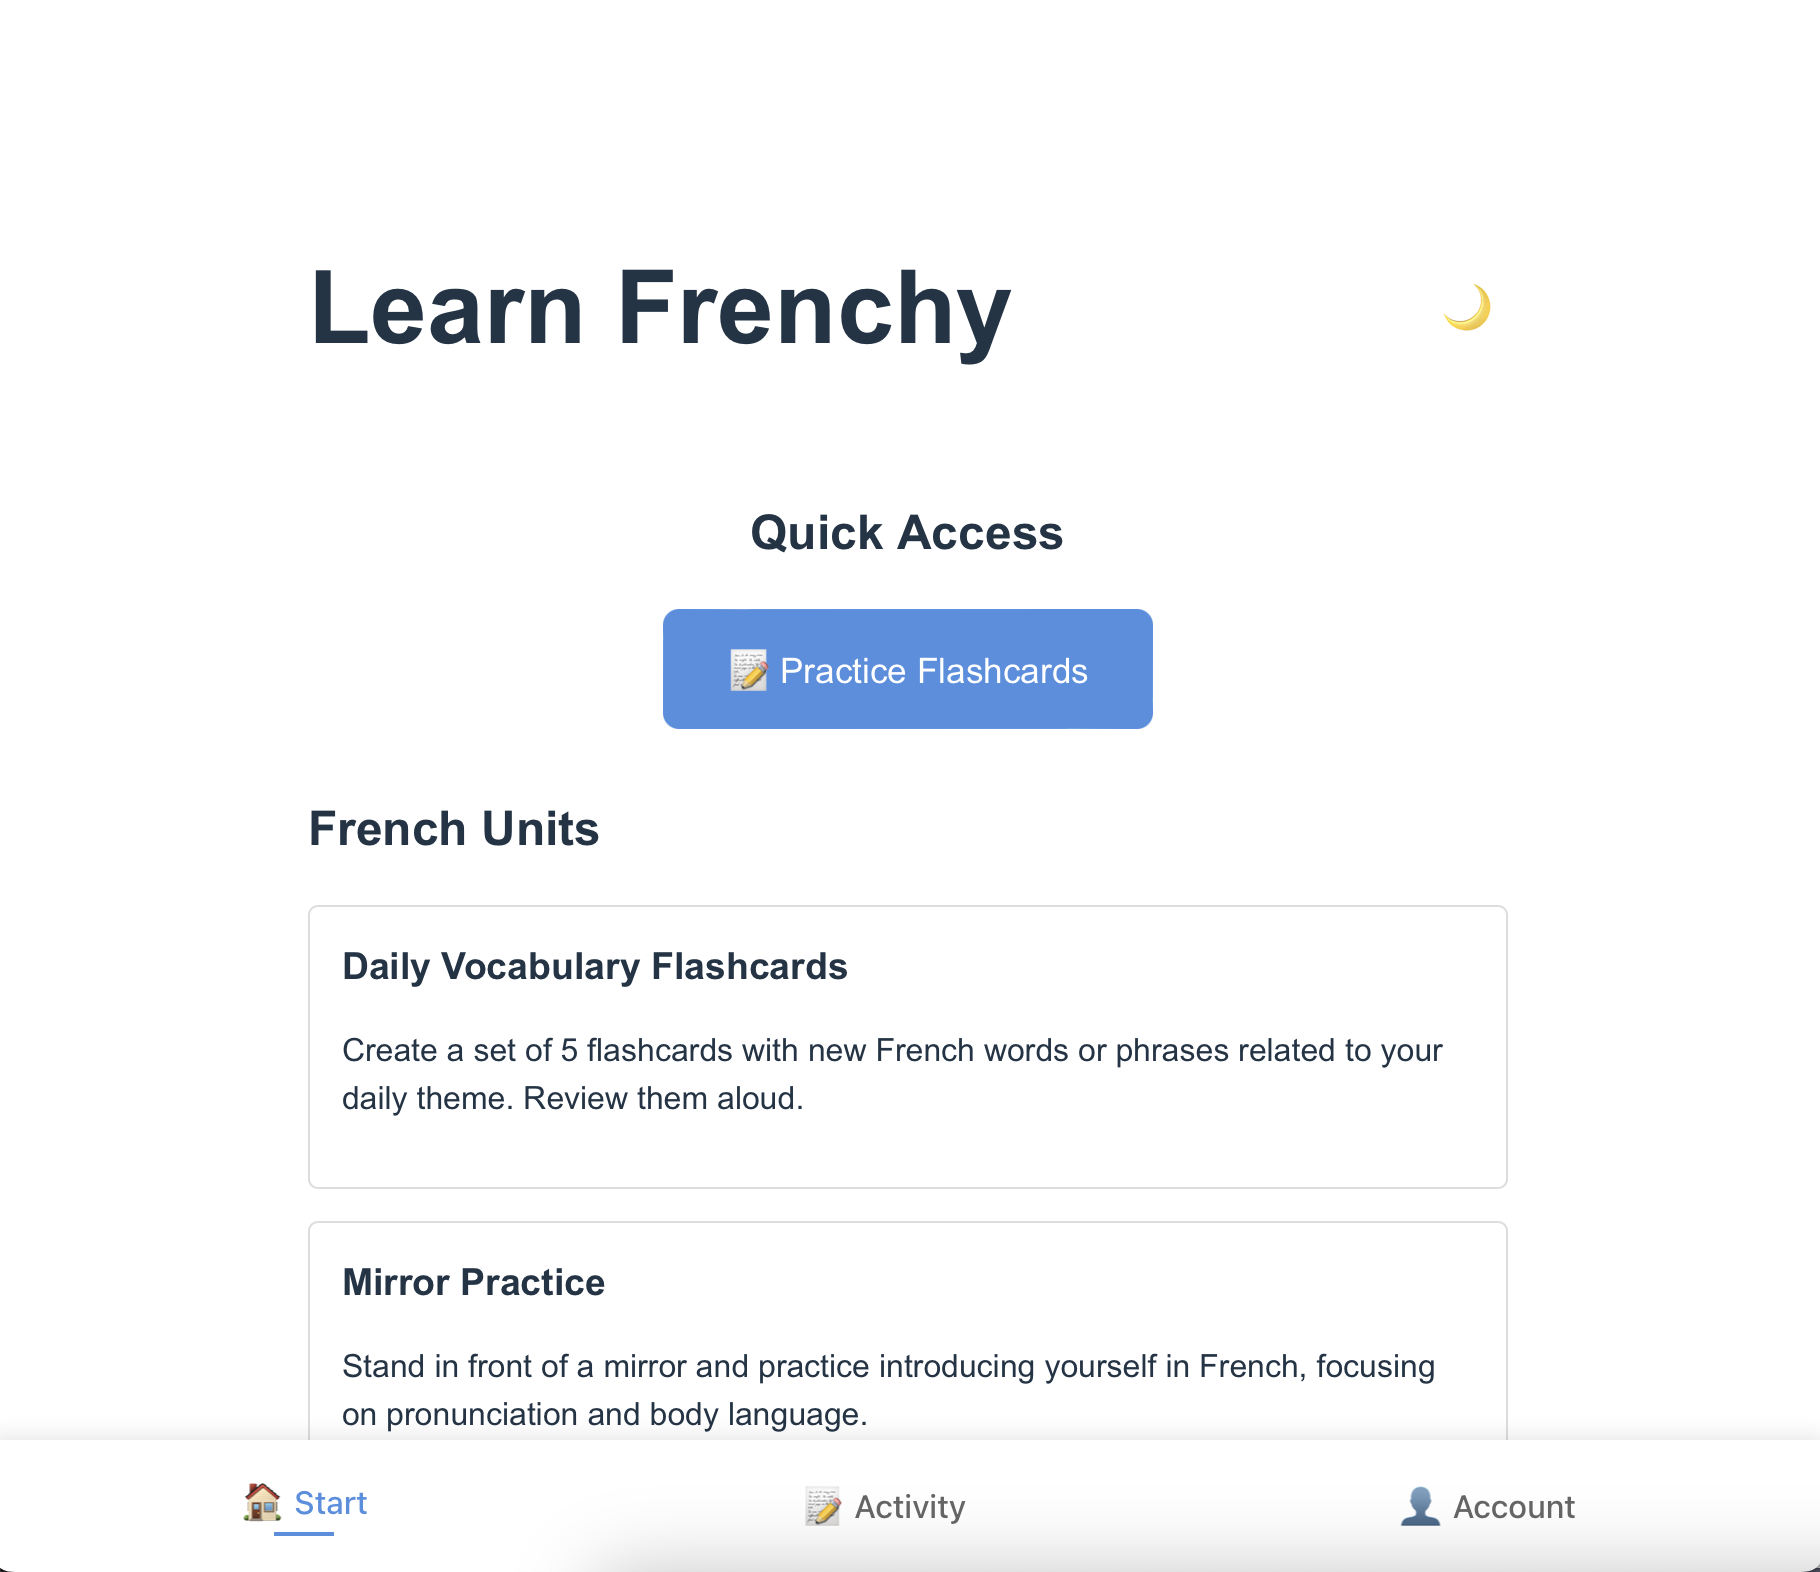 Learn Frenchy
Quick Access
Practice Flashcards
French Units
Daily Vocabulary Flashcards
Create a set of 5 flashcards with new French words or phrases related to your
daily theme. Review them aloud.
Mirror Practice
Stand in front of a mirror and practice introducing yourself in French, focusing
on pronunciation and body language.
Start
Activity
Account